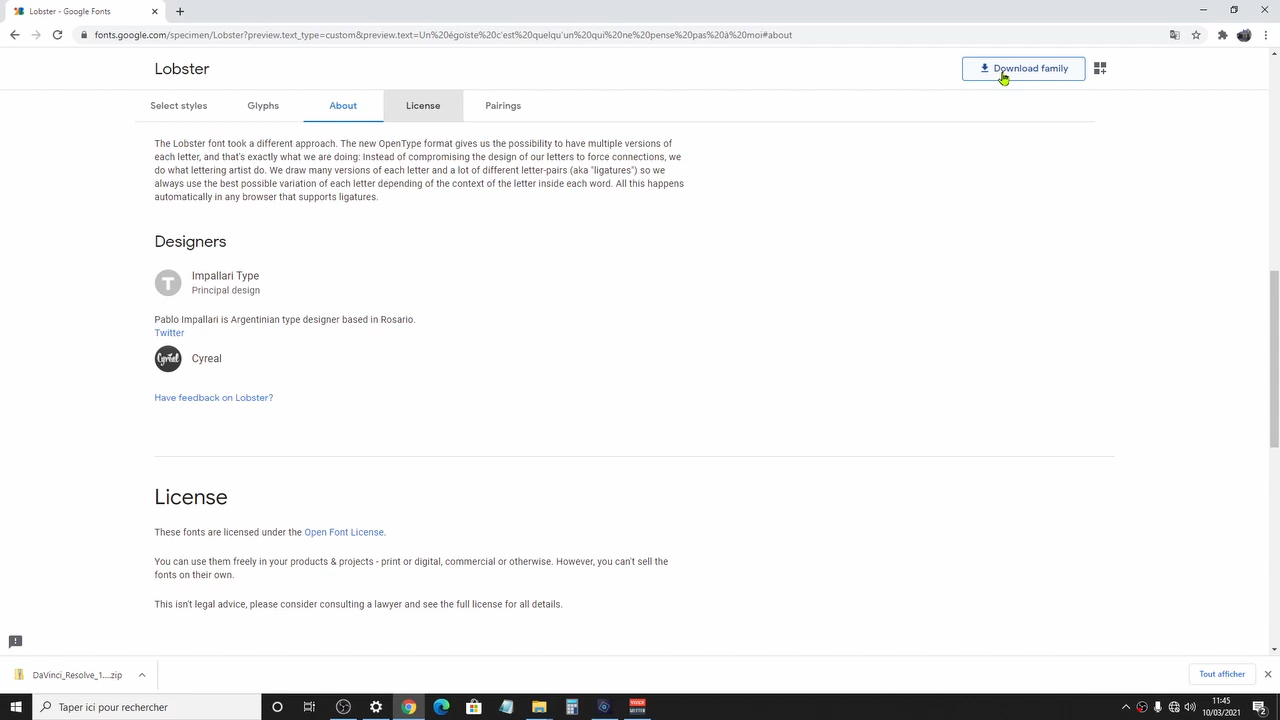 Lobster - Google Fonts
fonts.google.com/specimen/Lobster?preview.text_type=custom&preview.text=Un%20égoïste%20c'est%20quelqu'un%20qui%20ne%20pense%20pas%20à%20moi#about
Lobster
Download family
Select styles
Glyphs
About
License
Pairings
The Lobster font took a different approach. The new OpenType format gives us the possibility to have multiple versions of
each letter, and that's exactly what we are doing: Instead of compromising the design of our letters to force connections, we
do what lettering artist do. We draw many versions of each letter and a lot of different letter-pairs (aka "ligatures") so we
always use the best possible variation of each letter depending of the context of the letter inside each word. All this happens
automatically in any browser that supports ligatures.
Designers
T
Impallari Type
Principal design
Pablo Impallari is Argentinian type designer based in Rosario.
Twitter
Cyreal
Cyreal
Have feedback on Lobster?
License
These fonts are licensed under the Open Font License.
You can use them freely in your products & projects - print or digital, commercial or otherwise. However, you can't sell the
fonts on their own.
This isn't legal advice, please consider consulting a lawyer and see the full license for all details.
DaVinci_Resolve_1....zip
Tout afficher
Taper ici pour rechercher
11:45
10/03/2021
2